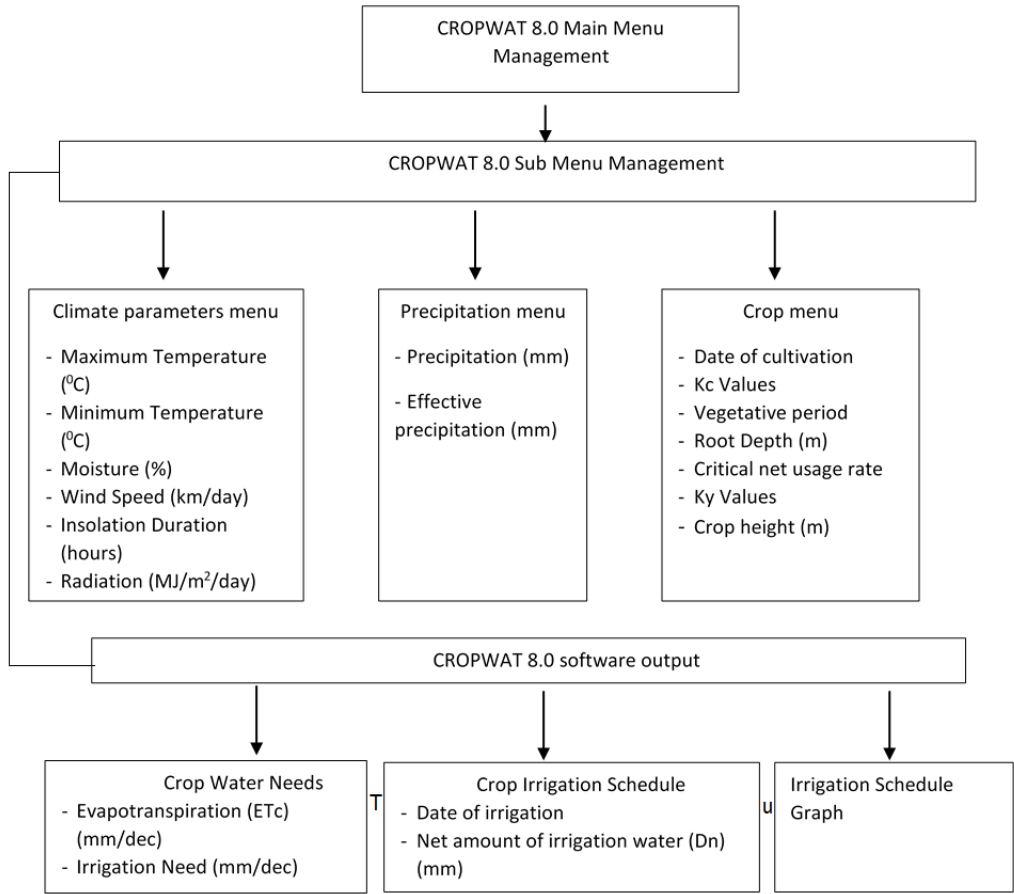 CROPWAT 8.0 Main Menu
Management
CROPWAT 8.0 Sub Menu Management
Climate parameters menu
- Maximum Temperature
(⁰C)
- Minimum Temperature
(⁰C)
- Moisture (%)
- Wind Speed (km/day)
- Insolation Duration
(hours)
- Radiation (MJ/m²/day)
Precipitation menu
- Precipitation (mm)
- Effective
precipitation (mm)
Crop menu
- Date of cultivation
- Kc Values
- Vegetative period
- Root Depth (m)
- Critical net usage rate
- Ky Values
- Crop height (m)
CROPWAT 8.0 software output
Crop Water Needs
- Evapotranspiration (ETc)
(mm/dec)
- Irrigation Need (mm/dec)
T
Crop Irrigation Schedule
- Date of irrigation
- Net amount of irrigation water (Dn)
(mm)
u
Irrigation Schedule
Graph